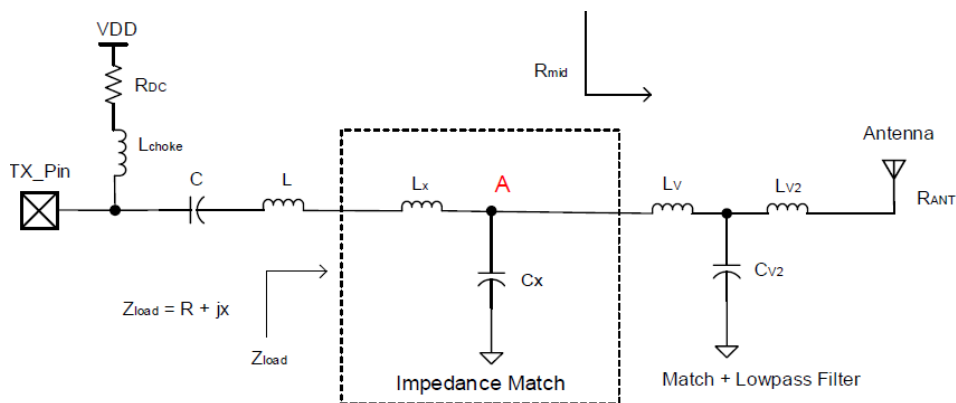 VDD
RDC
Lchoke
TX_Pin
C
L
Lx
A
Rmid
Lv
Lv2
Antenna
RANT
Cx
Cv2
Zload = R + jx
Zload
Impedance Match
Match + Lowpass Filter